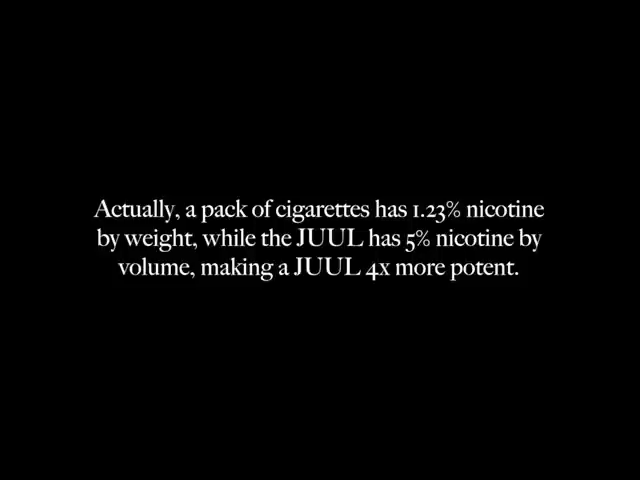 Actually, a pack of cigarettes has 1.23% nicotine
by weight, while the JUUL has 5% nicotine by
volume, making a JUUL 4x more potent.